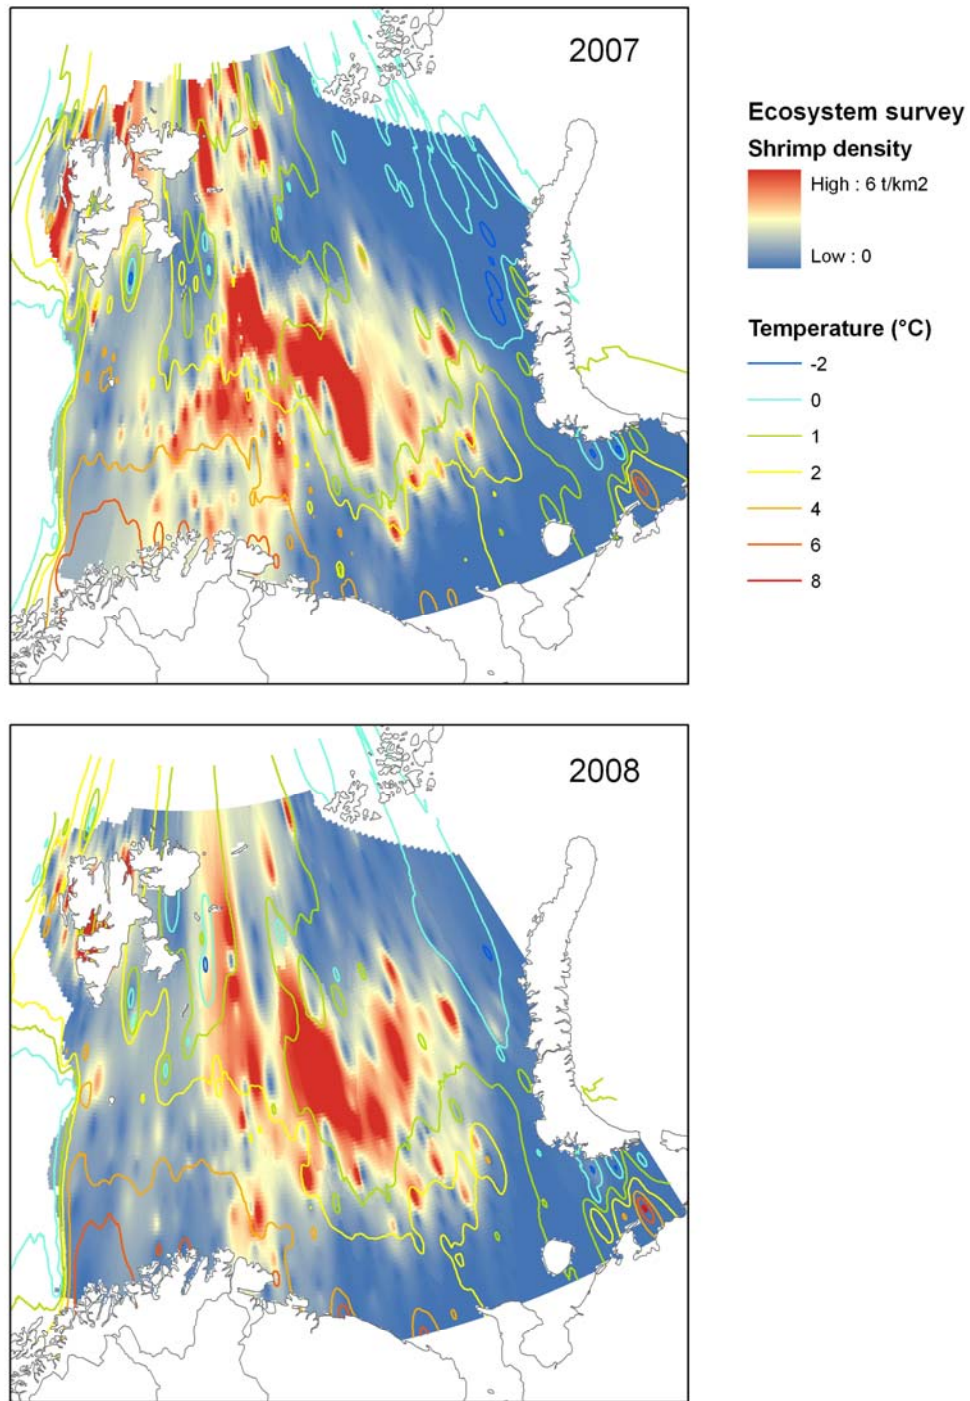 2007
Ecosystem survey
Shrimp density
High : 6 t/km2
Low : 0
Temperature (°C)
-2
0
1
2
4
6
8
2008